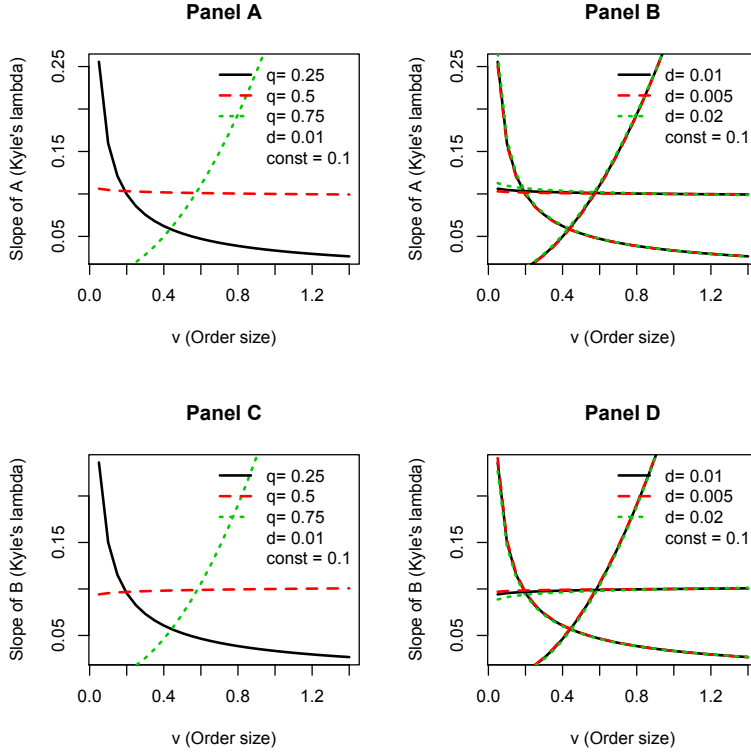 Panel A
Slope of A (Kyle's lambda)
0.25
0.15
0.05
q= 0.25
q= 0.5
q= 0.75
d= 0.01
const = 0.1
0.0 0.4 0.8 1.2
v (Order size)
Panel B
Slope of A (Kyle's lambda)
0.25
0.15
0.05
d= 0.01
d= 0.005
d= 0.02
const = 0.1
0.0 0.4 0.8 1.2
v (Order size)
Panel C
Slope of B (Kyle's lambda)
0.15
0.05
q= 0.25
q= 0.5
q= 0.75
d= 0.01
const = 0.1
0.0 0.4 0.8 1.2
v (Order size)
Panel D
Slope of B (Kyle's lambda)
0.15
0.05
d= 0.01
d= 0.005
d= 0.02
const = 0.1
0.0 0.4 0.8 1.2
v (Order size)